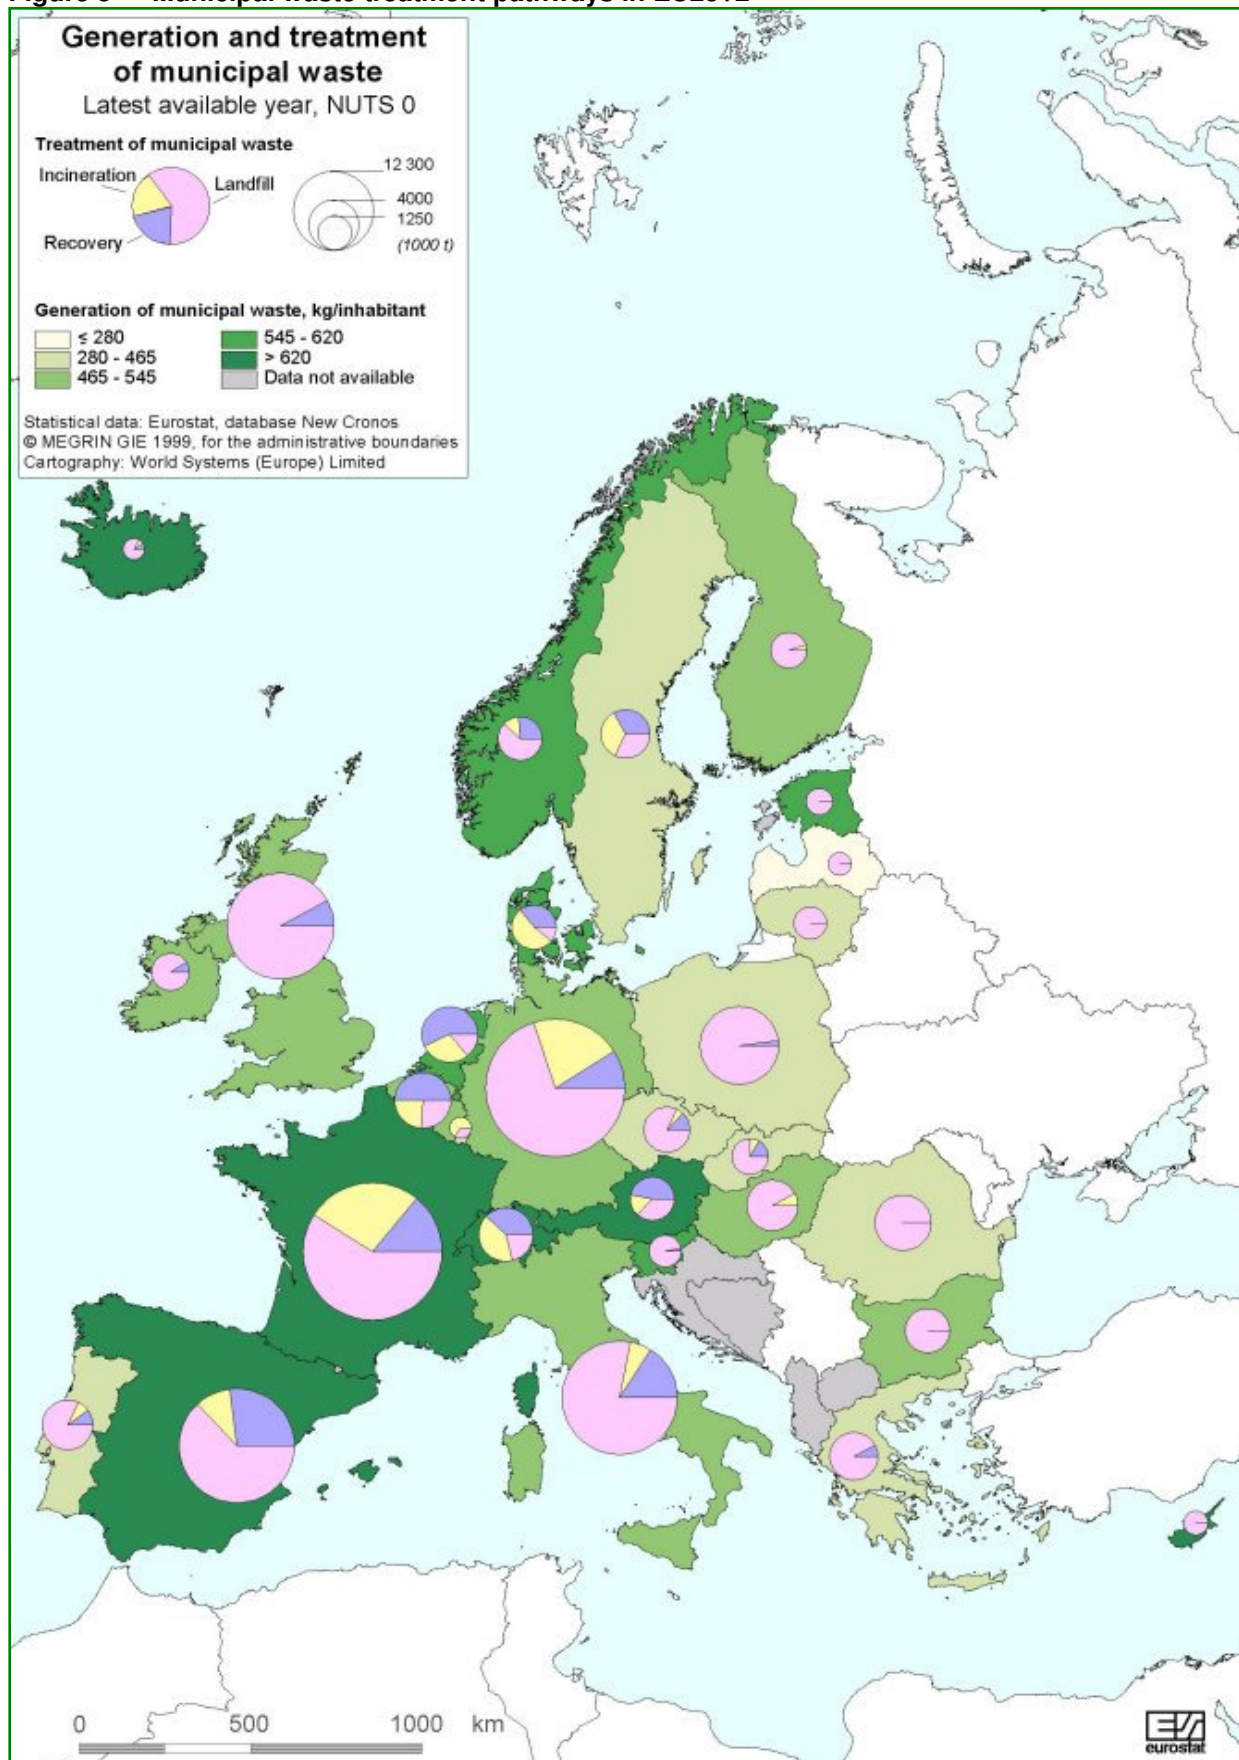 Generation and treatment
of municipal waste
Latest available year, NUTS 0
Treatment of municipal waste
Incineration
Landfill
Recovery
12 300
4000
1250
(1000 t)
Generation of municipal waste, kg/inhabitant
≤ 280
280 - 465
465 - 545
545 - 620
> 620
Data not available
Statistical data: Eurostat, database New Cronos
© MEGRIN GIE 1999, for the administrative boundaries
Cartography: World Systems (Europe) Limited
0 500 1000 km
eurostat